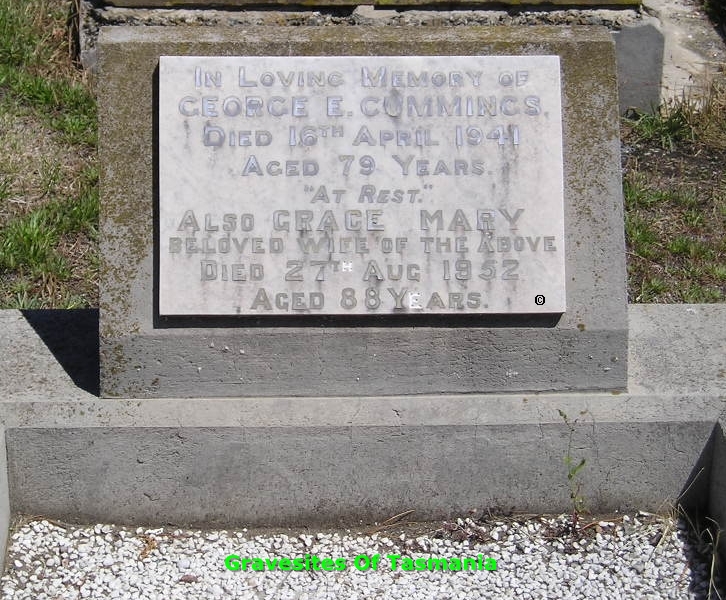 In Loving Memory of
GEORGE E. CUMMINGS.
Died 16TH April 1941
Aged 79 Years.
"At Rest."
Also GRACE MARY
BELOVED WIFE OF THE ABOVE
Died 27TH Aug 1952
Aged 88 Years.
©
Gravesites Of Tasmania